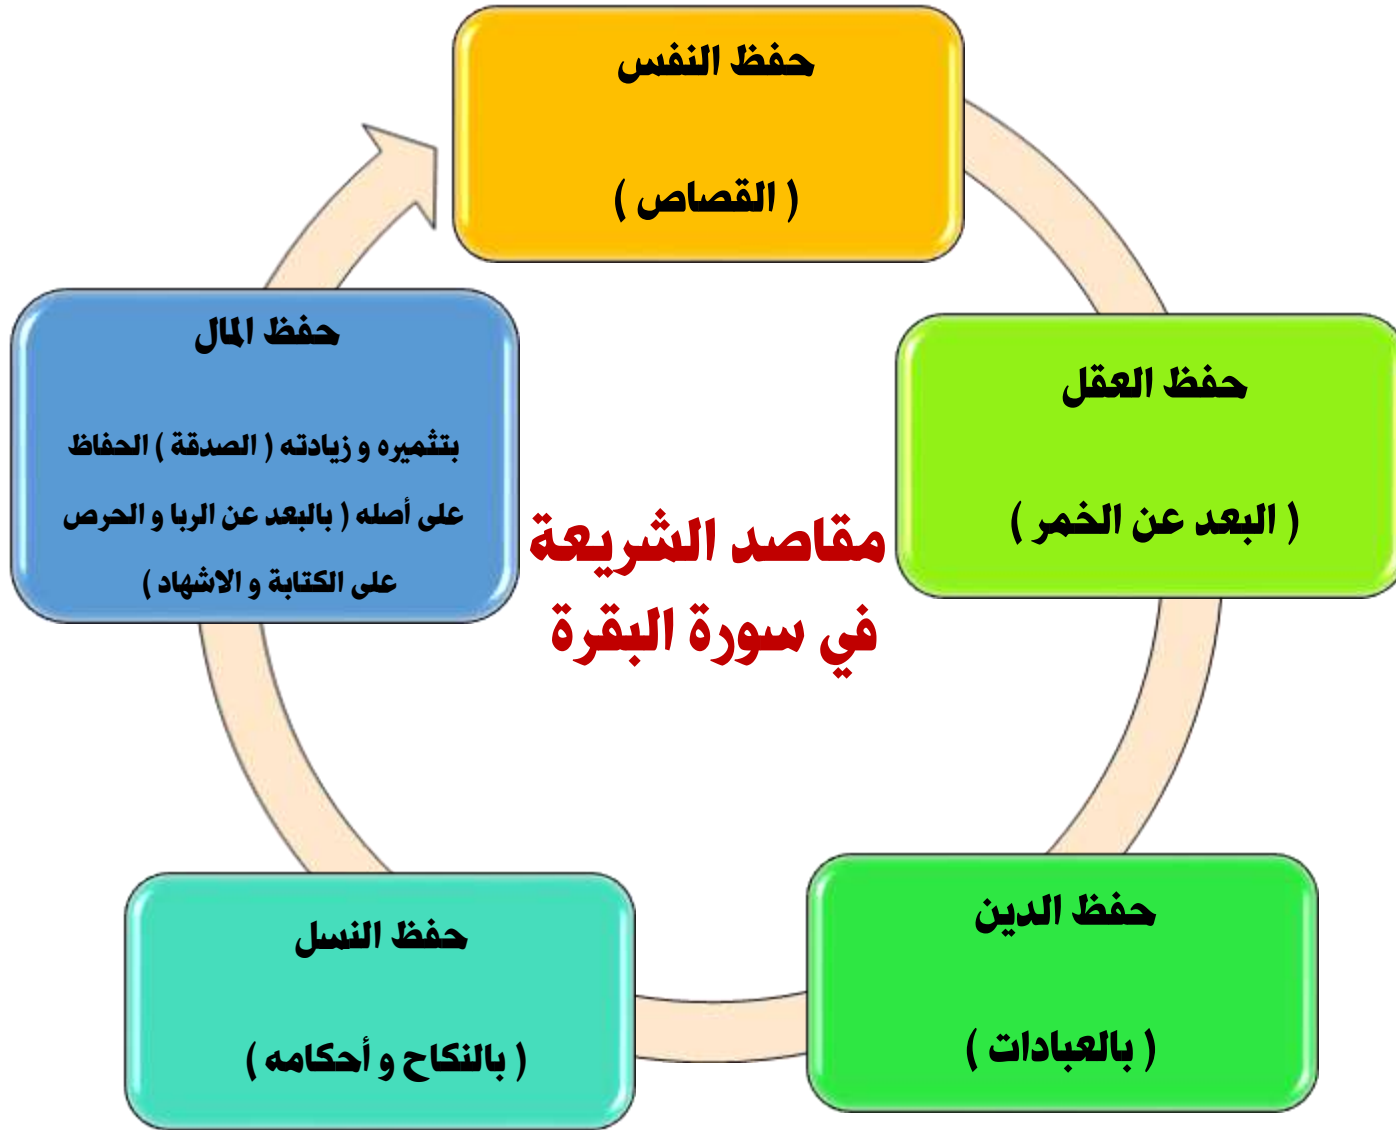 حفظ النفس
( القصاص )
حفظ العقل
( البعد عن الخمر )
حفظ الدين
( بالعبادات )
حفظ النسل
( بالنكاح و أحكامه )
حفظ المال
بتثميره و زيادته ( الصدقة ) الحفاظ
على أصله ( بالبعد عن الربا و الحرص
على الكتابة و الاشهاد )
مقاصد الشريعة
في سورة البقرة